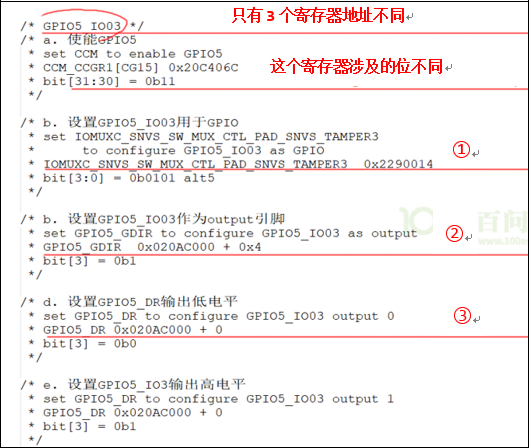 /* GPIO5_IO03 */
只有 3 个寄存器地址不同
/* a. 使能GPIO5
* set CCM to enable GPIO5
* CCM_CCGR1[CG15] 0x20C406C
这个寄存器涉及的位不同
* bit[31:30] = 0b11
*/
/* b. 设置GPIO5_IO03用于GPIO
* set IOMUXC_SNVS_SW_MUX_CTL_PAD_SNVS_TAMPER3
to configure GPIO5_IO03 as GPIO
①
* IOMUXC_SNVS_SW_MUX_CTL_PAD_SNVS_TAMPER3 0x2290014
* bit[3:0] = 0b0101 alt5
*/
/* b. 设置GPIO5_IO03作为output引脚
* set GPIO5_GDIR to configure GPIO5_IO03 as output
②
* GPIO5_GDIR 0x020AC000 + 0x4
* bit[3] = 0b1
*/
/* d. 设置GPIO5_DR输出低电平
* set GPIO5_DR to configure GPIO5_IO03 output 0
③
* GPIO5_DR 0x020AC000 + 0
* bit[3] = 0b0
*/
/* e. 设置GPIO5_IO3输出高电平
* set GPIO5_DR to configure GPIO5_IO03 output 1
* GPIO5_DR 0x020AC000 + 0
* bit[3] = 0b1
*/
百问